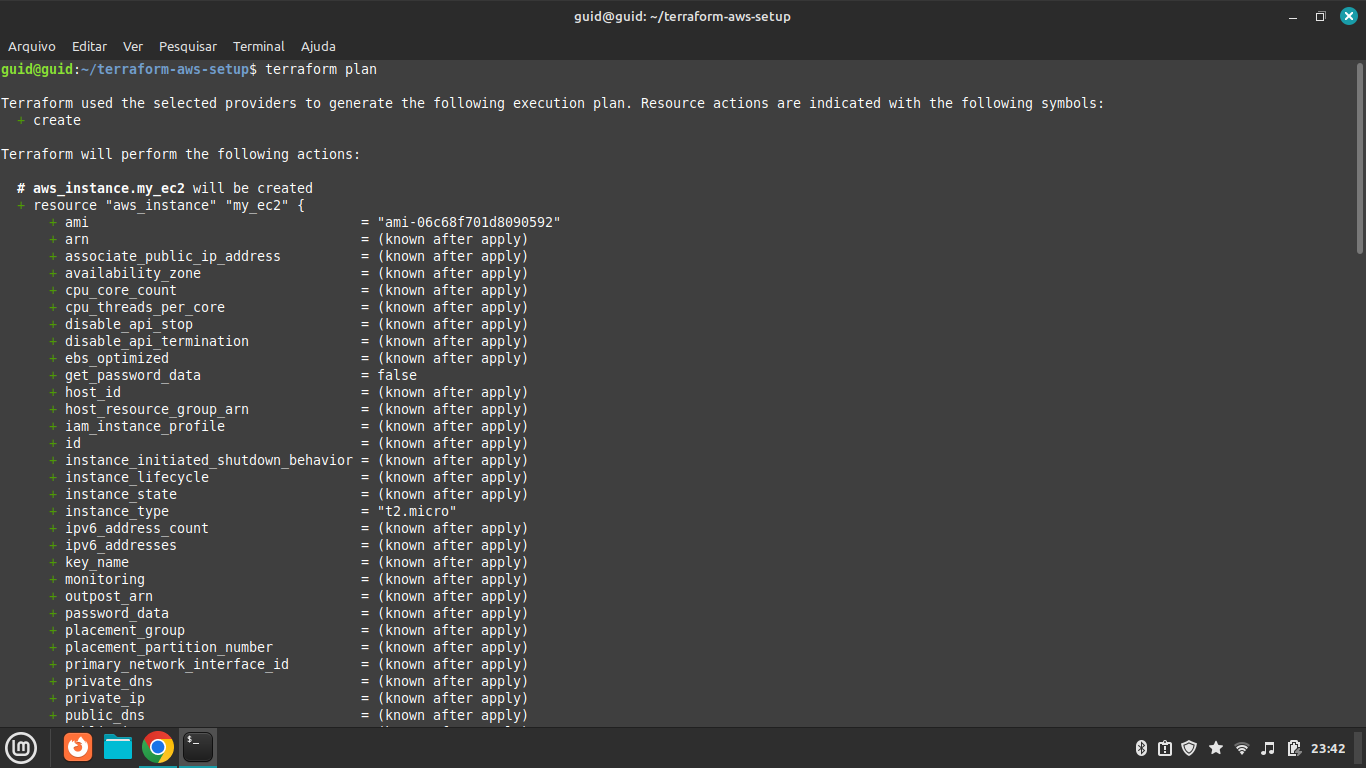 guid@guid: ~/terraform-aws-setup
Arquivo Editar Ver Pesquisar Terminal Ajuda
guid@guid:~/terraform-aws-setup$ terraform plan
Terraform used the selected providers to generate the following execution plan. Resource actions are indicated with the following symbols:
+ create
Terraform will perform the following actions:
# aws_instance.my_ec2 will be created
+ resource "aws_instance" "my_ec2" {
+ ami = "ami-06c68f701d8090592"
+ arn = (known after apply)
+ associate_public_ip_address = (known after apply)
+ availability_zone = (known after apply)
+ cpu_core_count = (known after apply)
+ cpu_threads_per_core = (known after apply)
+ disable_api_stop = (known after apply)
+ disable_api_termination = (known after apply)
+ ebs_optimized = (known after apply)
+ get_password_data = false
+ host_id = (known after apply)
+ host_resource_group_arn = (known after apply)
+ iam_instance_profile = (known after apply)
+ id = (known after apply)
+ instance_initiated_shutdown_behavior = (known after apply)
+ instance_lifecycle = (known after apply)
+ instance_state = (known after apply)
+ instance_type = "t2.micro"
+ ipv6_address_count = (known after apply)
+ ipv6_addresses = (known after apply)
+ key_name = (known after apply)
+ monitoring = (known after apply)
+ outpost_arn = (known after apply)
+ password_data = (known after apply)
+ placement_group = (known after apply)
+ placement_partition_number = (known after apply)
+ primary_network_interface_id = (known after apply)
+ private_dns = (known after apply)
+ private_ip = (known after apply)
+ public_dns = (known after apply)
23:42